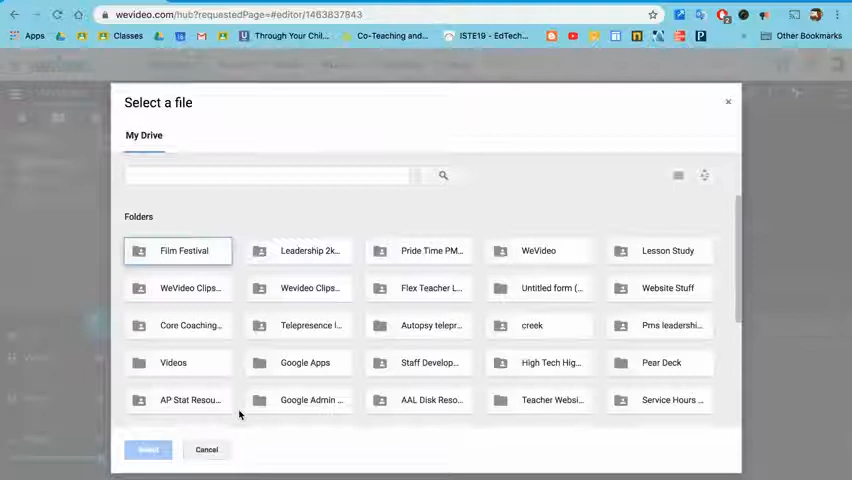 wevideo.com/hub?requestedPage=#editor/1463837843
Apps
Classes
Through Your Chil...
Co-Teaching and...
ISTE19 - EdTech...
Other Bookmarks
Select a file
My Drive
Folders
Film Festival
Leadership 2k...
Pride Time PM...
WeVideo
Lesson Study
WeVideo Clips...
Wevideo Clips...
Flex Teacher L...
Untitled form (...
Website Stuff
Core Coaching...
Telepresence I...
Autopsy telepr...
creek
Pms leadershi...
Videos
Google Apps
Staff Develop...
High Tech Hig...
Pear Deck
AP Stat Resou...
Google Admin ...
AAL Disk Reso...
Teacher Websi...
Service Hours ...
Select
Cancel